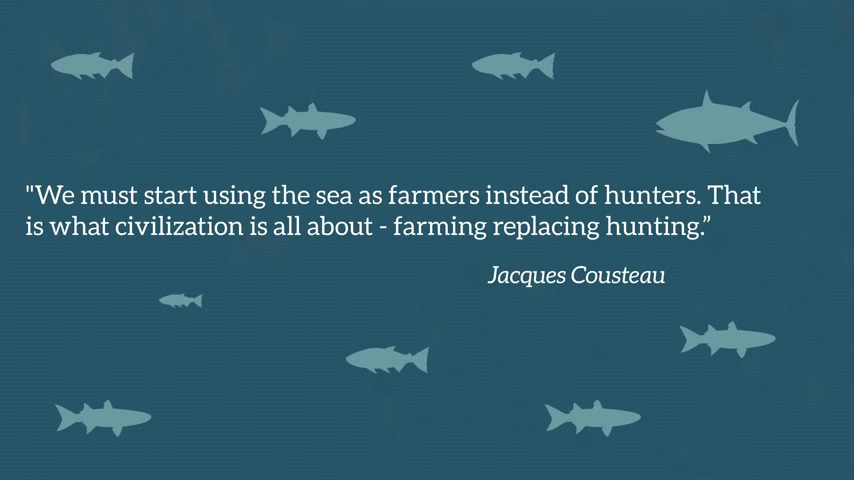 "We must start using the sea as farmers instead of hunters. That
is what civilization is all about - farming replacing hunting.”
Jacques Cousteau